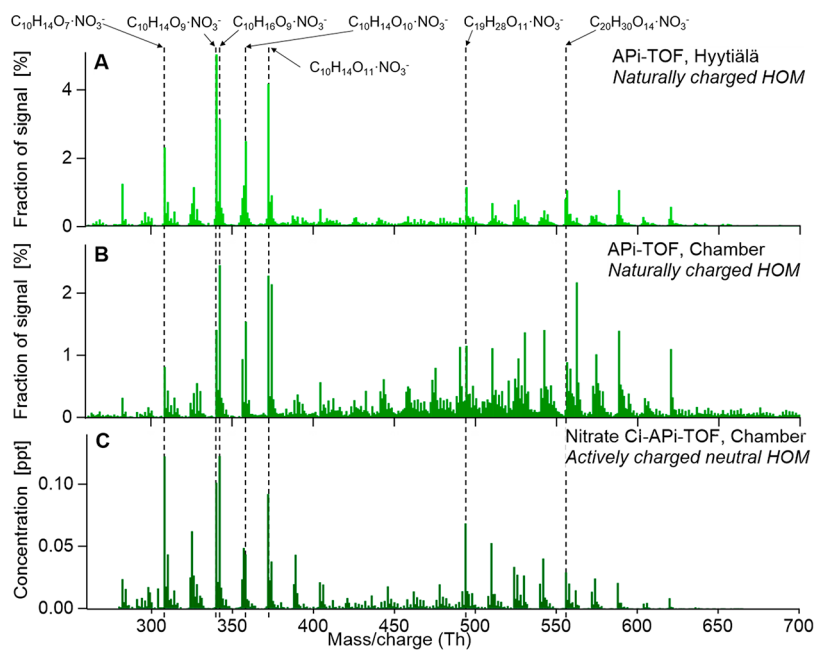 C₁₀H₁₄O₇·NO₃⁻ C₁₀H₁₄O₉·NO₃⁻ C₁₀H₁₆O₉·NO₃⁻ C₁₀H₁₄O₁₀·NO₃⁻ C₁₉H₂₈O₁₁·NO₃⁻ C₂₀H₃₀O₁₄·NO₃⁻
C₁₀H₁₄O₁₁·NO₃⁻
A
APi-TOF, Hyytiälä
Naturally charged HOM
Fraction of signal [%]
4
2
0
B
APi-TOF, Chamber
Naturally charged HOM
Fraction of signal [%]
2
1
0
C
Nitrate Ci-APi-TOF, Chamber
Actively charged neutral HOM
Concentration [ppt]
0.10
0.05
0.00
300 350 400 450 500 550 600 650 700
Mass/charge (Th)